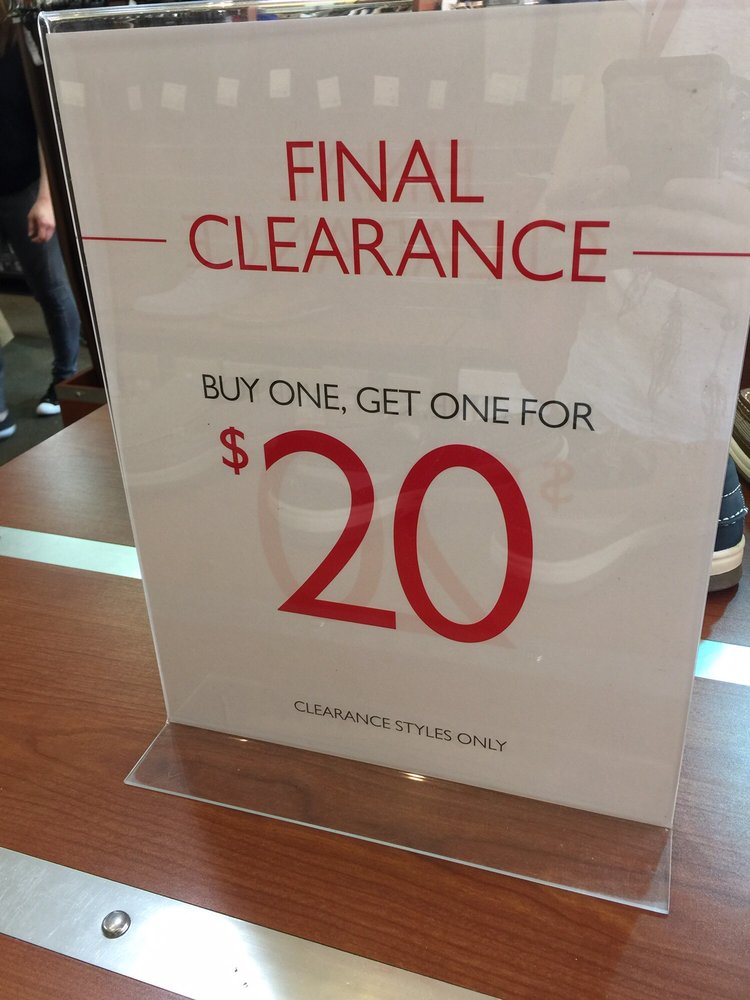 FINAL
CLEARANCE
BUY ONE, GET ONE FOR
$20
CLEARANCE STYLES ONLY